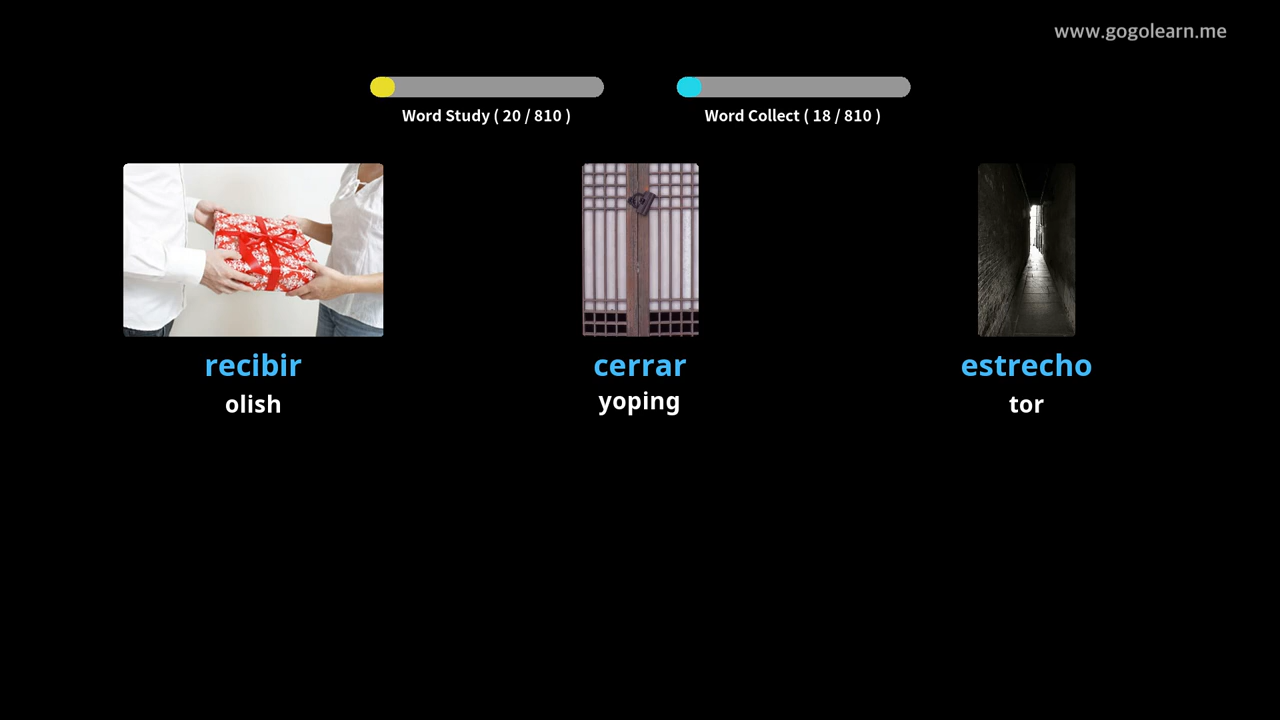 www.gogolearn.me
Word Study ( 20 / 810 )
Word Collect ( 18 / 810 )
recibir
olish
cerrar
yoping
estrecho
tor